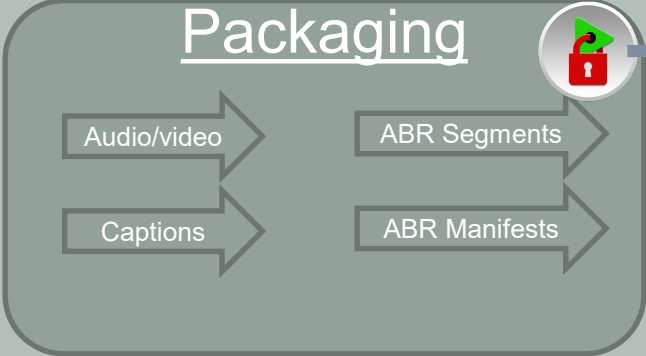 Packaging
Audio/video
ABR Segments
Captions
ABR Manifests